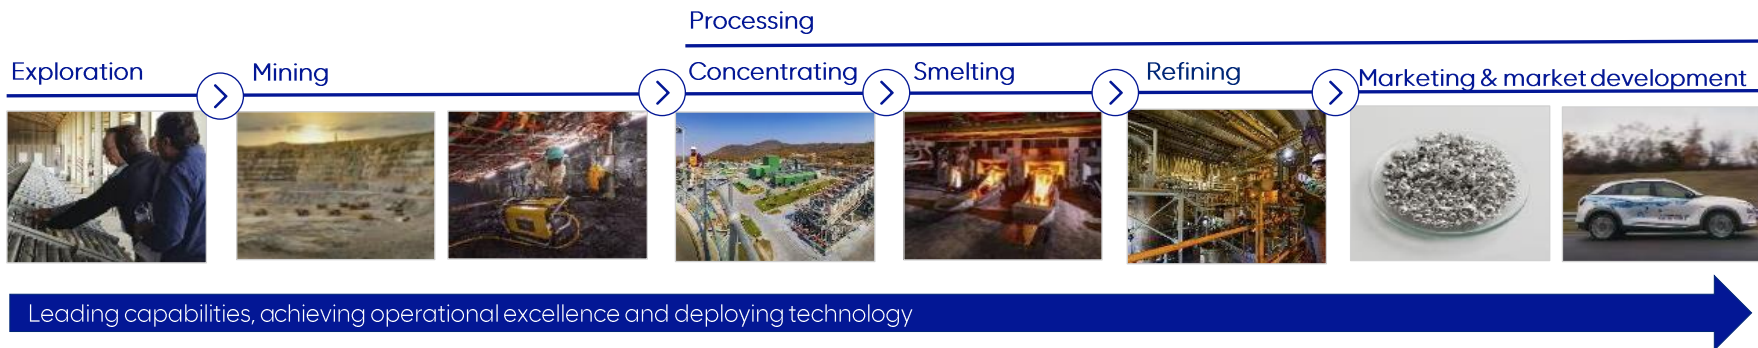 Processing
Exploration
Mining
Concentrating
Smelting
Refining
Marketing & market development
Leading capabilities, achieving operational excellence and deploying technology